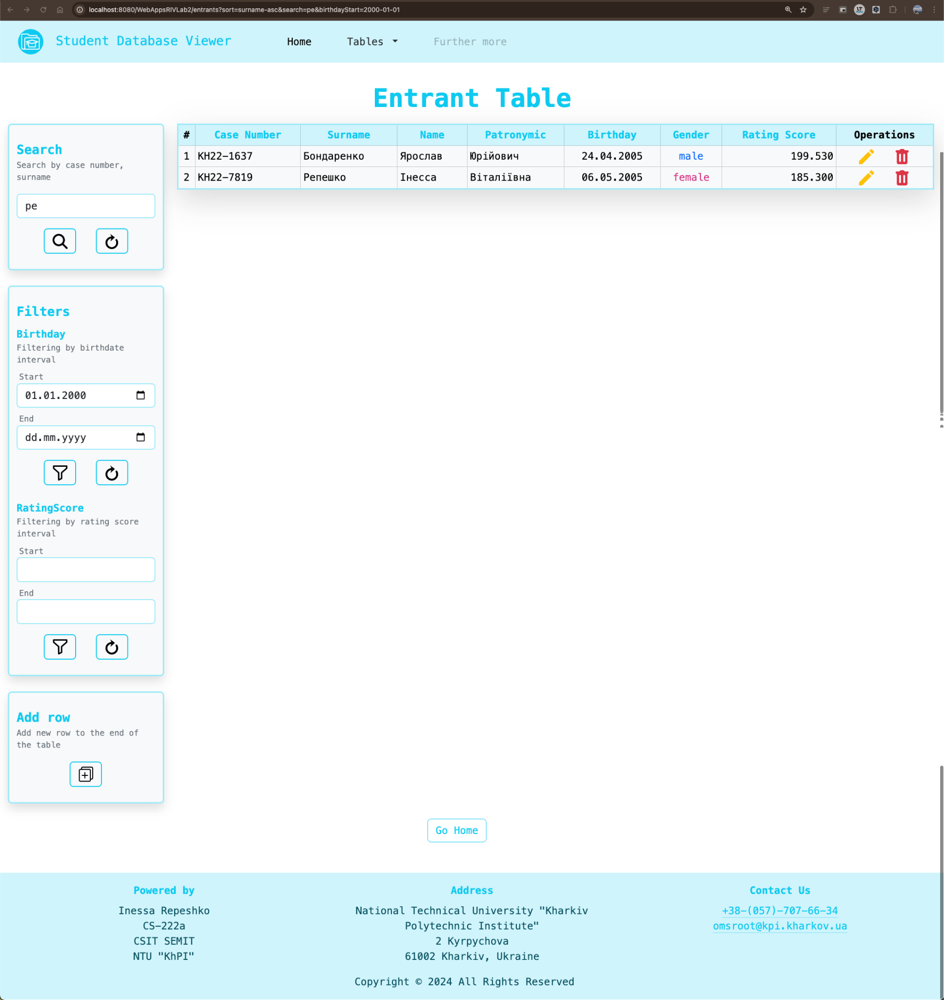 localhost:8080/WebAppsRIVLab2/entrants?sort=surname-asc&search=pe&birthdayStart=2000-01-01
Student Database Viewer Home Tables Further more
Entrant Table
Search
Search by case number,
surname
pe
# Case Number Surname Name Patronymic Birthday Gender Rating Score Operations
1 KH22-1637 Бондаренко Ярослав Юрійович 24.04.2005 male 199.530
2 KH22-7819 Репешко Інесса Віталіївна 06.05.2005 female 185.300
Filters
Birthday
Filtering by birthdate
interval
Start
01.01.2000
End
dd.mm.yyyy
RatingScore
Filtering by rating score
interval
Start
End
Add row
Add new row to the end of
the table
Go Home
Powered by
Inessa Repeshko
CS-222a
CSIT SEMIT
NTU "KhPI"
Address
National Technical University "Kharkiv
Polytechnic Institute"
2 Kyrpychova
61002 Kharkiv, Ukraine
Contact Us
+38-(057)-707-66-34
omsroot@kpi.kharkov.ua
Copyright © 2024 All Rights Reserved